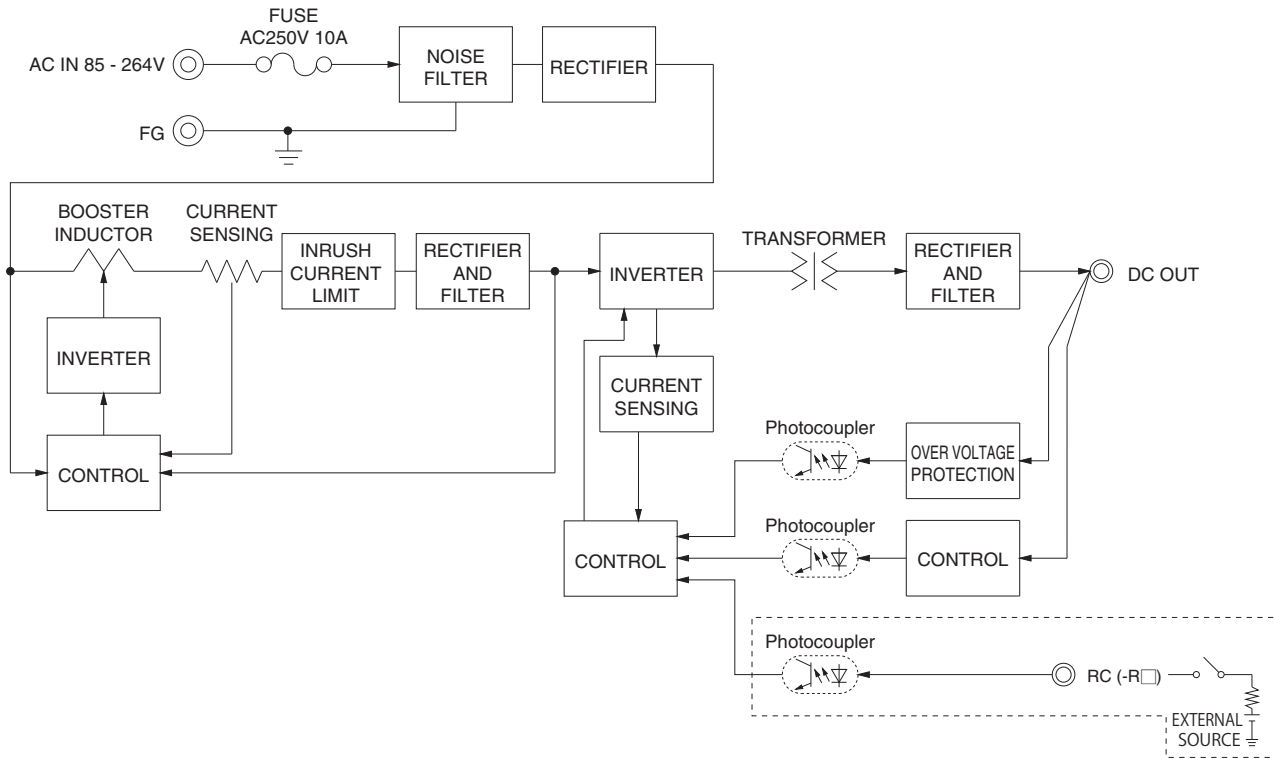 FUSE
AC250V 10A
AC IN 85 - 264V
NOISE
FILTER
RECTIFIER
FG
BOOSTER
INDUCTOR
CURRENT
SENSING
INRUSH
CURRENT
LIMIT
RECTIFIER
AND
FILTER
INVERTER
TRANSFORMER
RECTIFIER
AND
FILTER
DC OUT
INVERTER
CURRENT
SENSING
CONTROL
Photocoupler
OVER VOLTAGE
PROTECTION
Photocoupler
CONTROL
CONTROL
Photocoupler
RC (-R□)
EXTERNAL
SOURCE